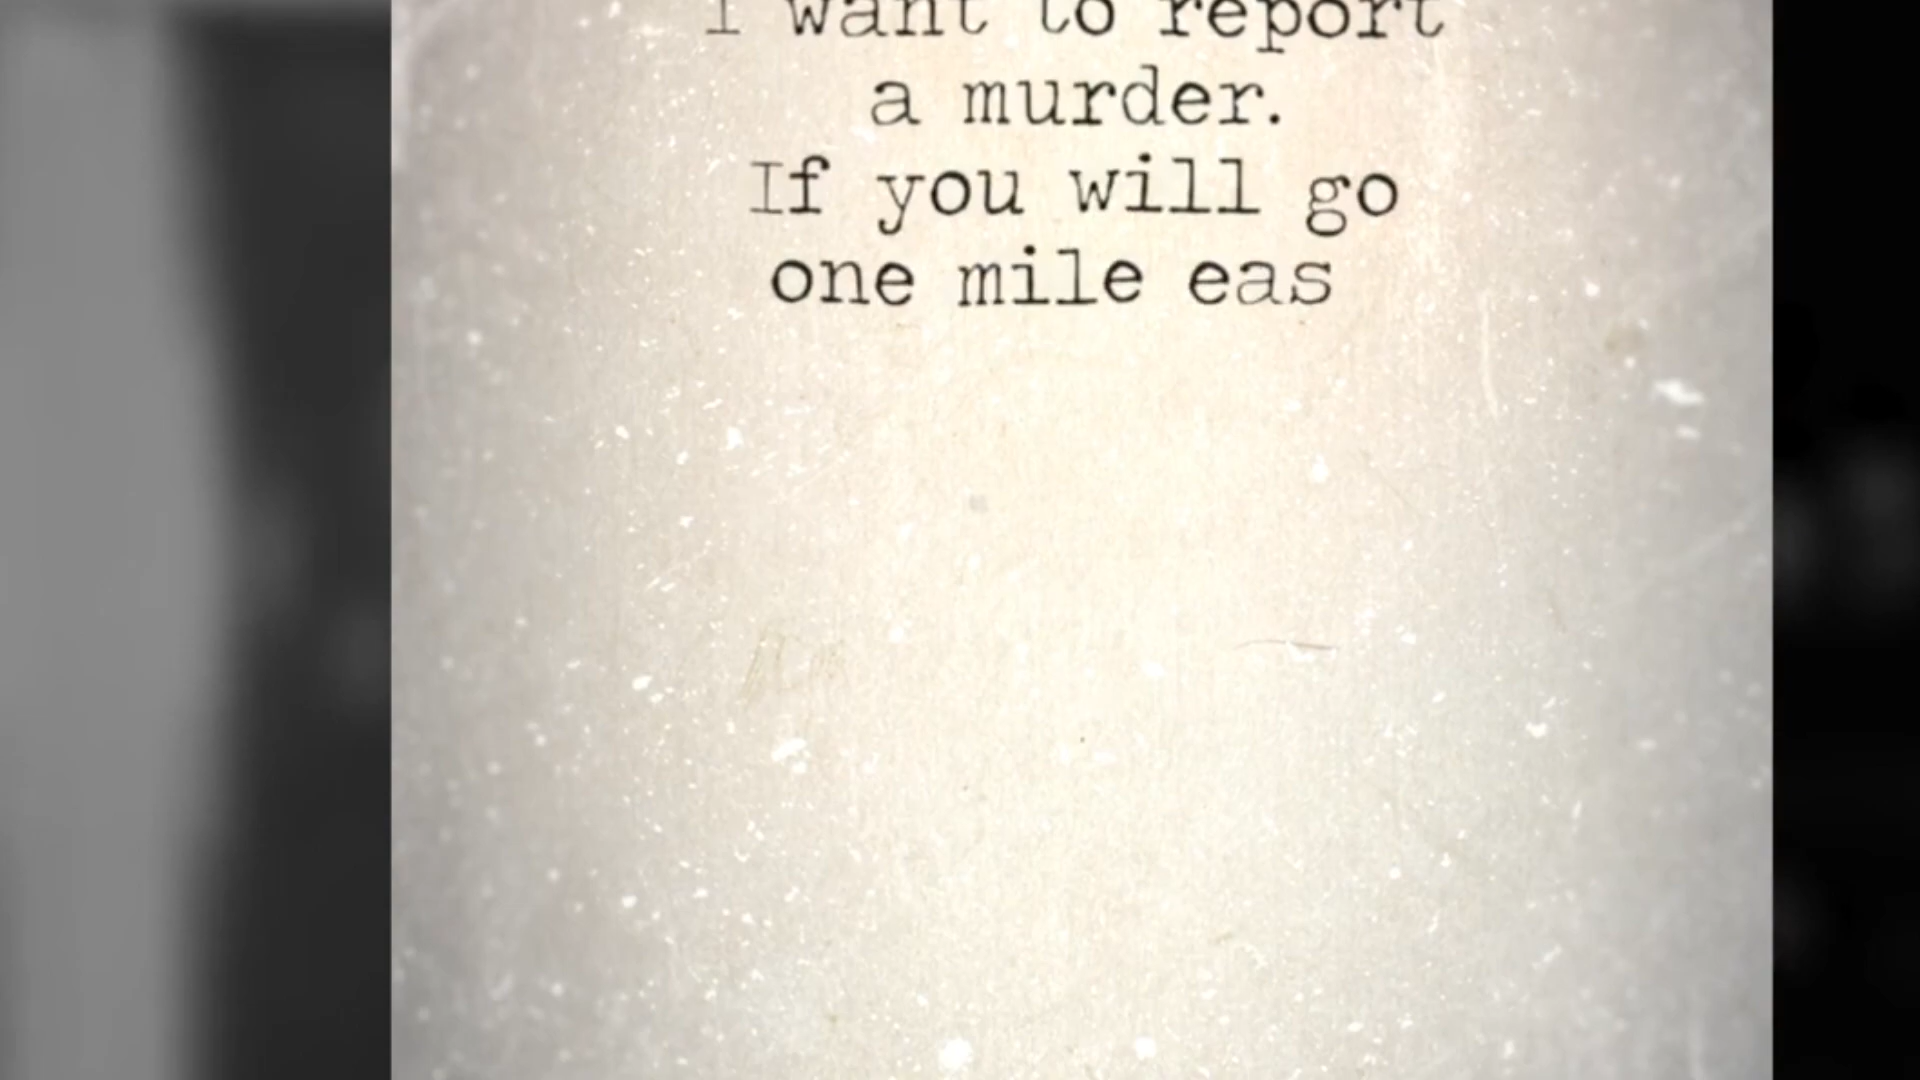 I want to report
a murder.
If you will go
one mile eas